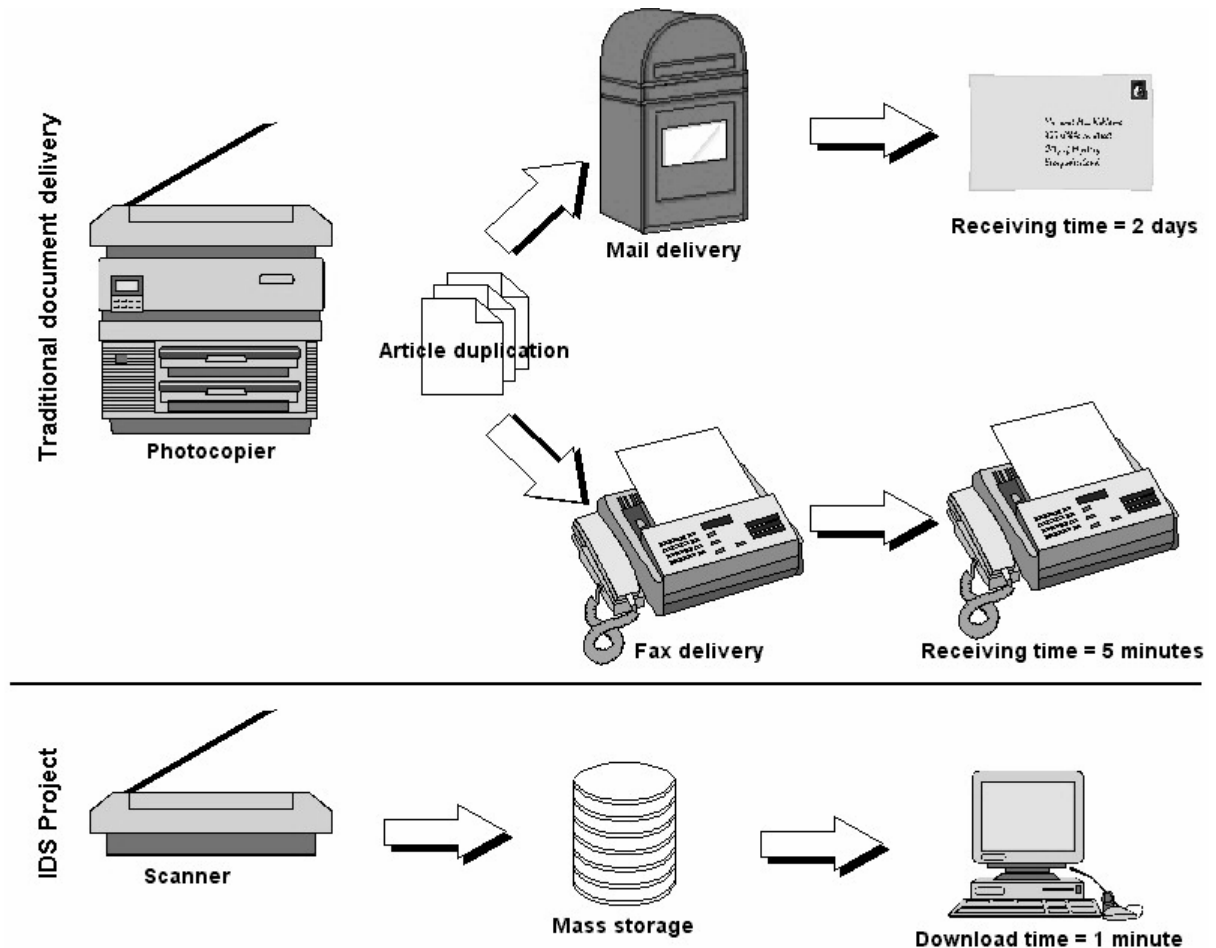 Traditional document delivery
Photocopier
Article duplication
Mail delivery
Receiving time = 2 days
Fax delivery
Receiving time = 5 minutes
IDS Project
Scanner
Mass storage
Download time = 1 minute